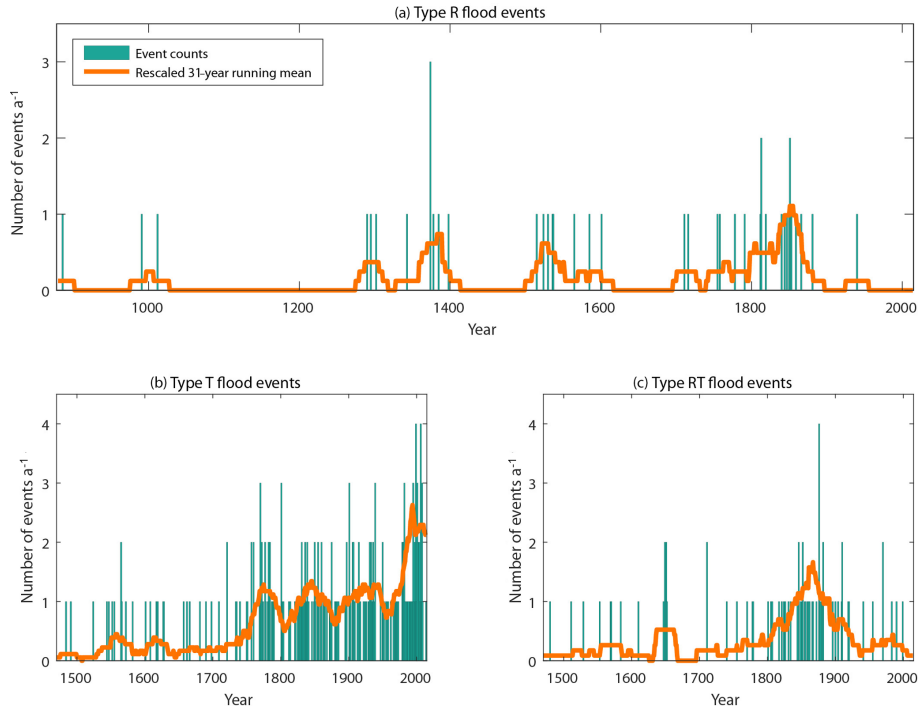 (a) Type R flood events
Event counts
Rescaled 31-year running mean
Number of events a⁻¹
3
2
1
0
1000 1200 1400 1600 1800 2000
Year
(b) Type T flood events
Number of events a⁻¹
4
3
2
1
0
1500 1600 1700 1800 1900 2000
Year
(c) Type RT flood events
Number of events a⁻¹
4
3
2
1
0
1500 1600 1700 1800 1900 2000
Year